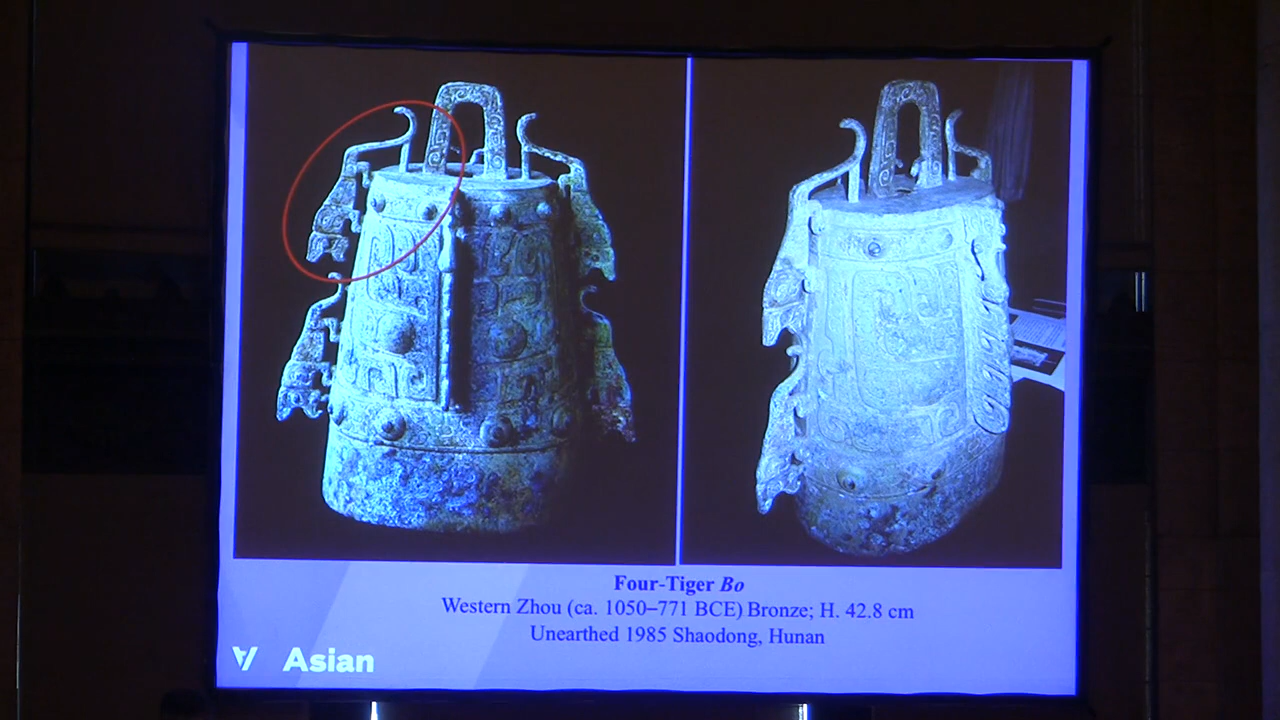 Four-Tiger Bo
Western Zhou (ca. 1050–771 BCE) Bronze; H. 42.8 cm
Unearthed 1985 Shaodong, Hunan
Asian